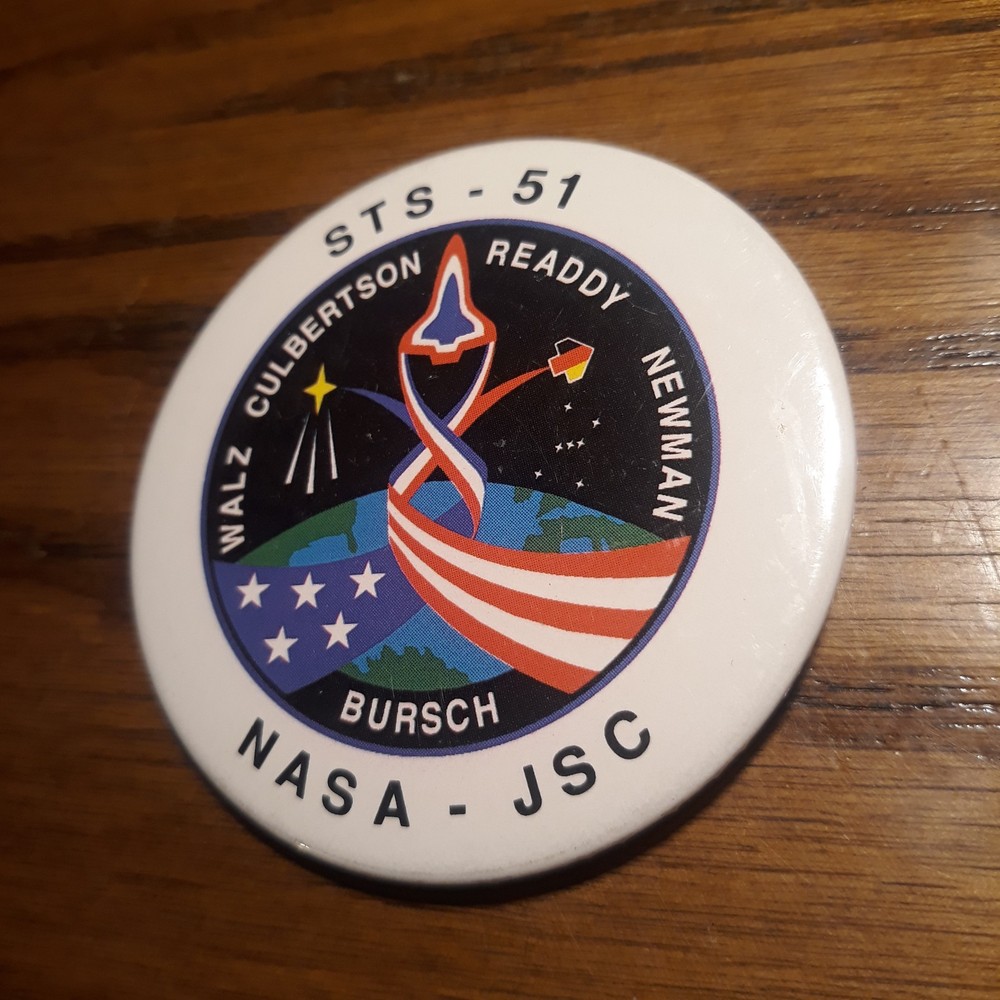 STS - 51
WALZ
CULBERTSON
READDY
NEWMAN
BURSCH
NASA - JSC